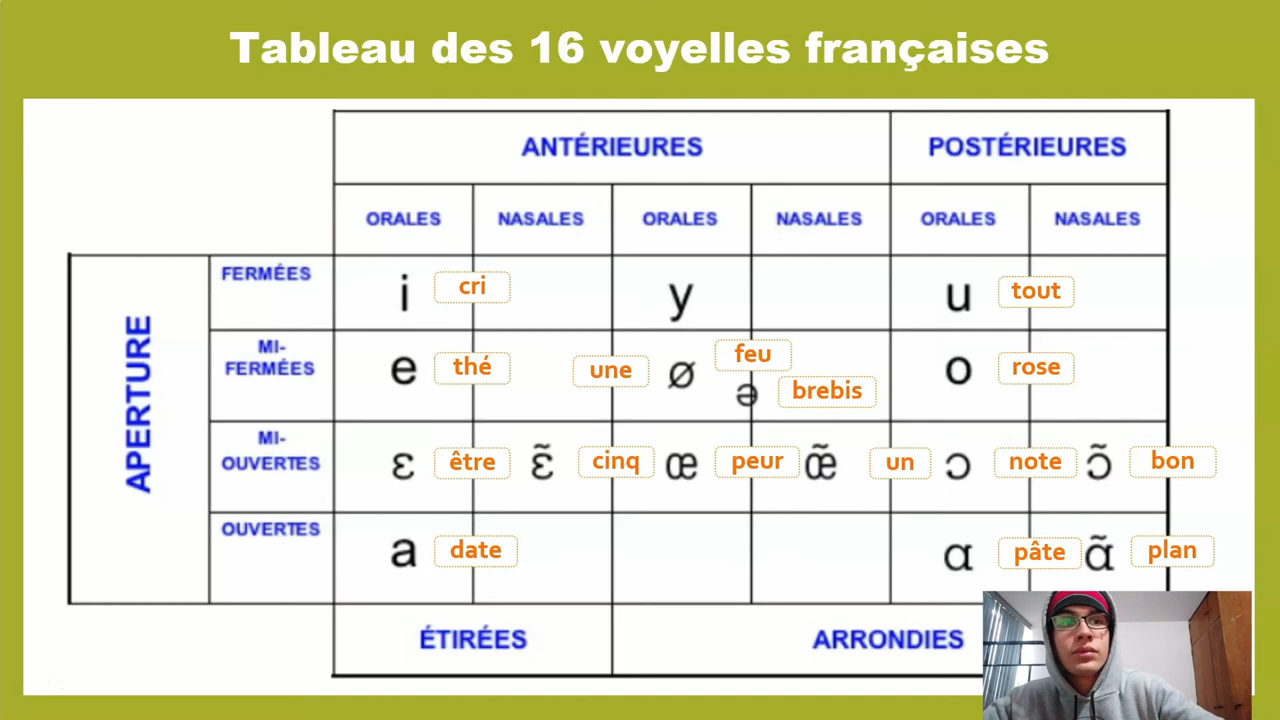 Tableau des 16 voyelles françaises
ANTÉRIEURES POSTÉRIEURES
ORALES NASALES ORALES NASALES ORALES NASALES
APERTURE
FERMÉES i cri y u tout
MI-
FERMÉES e thé une ø feu ə brebis o rose
MI-
OUVERTES ɛ être ɛ̃ cinq œ peur œ̃ un ɔ note ɔ̃ bon
OUVERTES a date ɑ pâte ɑ̃ plan
ÉTIRÉES ARRONDIES